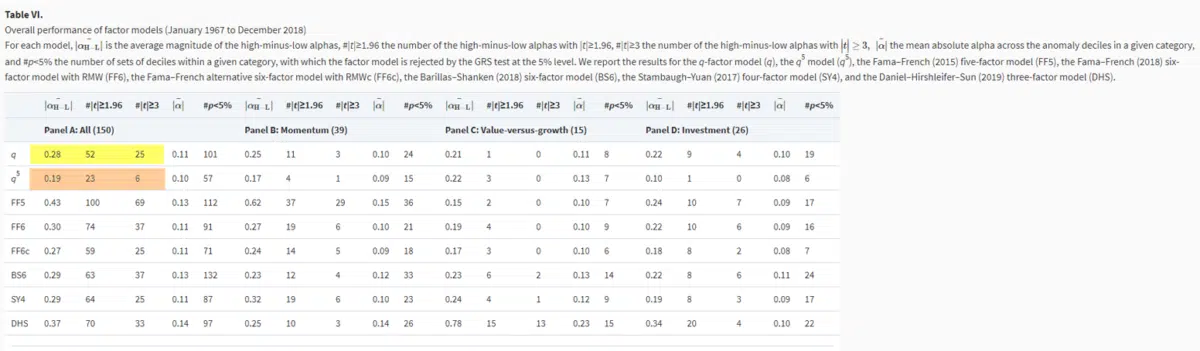 Table VI.
Overall performance of factor models (January 1967 to December 2018)
For each model, |α̅H–L| is the average magnitude of the high-minus-low alphas, #|t|≥1.96 the number of the high-minus-low alphas with |t|≥1.96, #|t|≥3 the number of the high-minus-low alphas with |t| ≥ 3, |α̅| the mean absolute alpha across the anomaly deciles in a given category,
and #p<5% the number of sets of deciles within a given category, with which the factor model is rejected by the GRS test at the 5% level. We report the results for the q-factor model (q), the q⁵ model (q⁵), the Fama–French (2015) five-factor model (FF5), the Fama–French (2018) six-
factor model with RMW (FF6), the Fama–French alternative six-factor model with RMWc (FF6c), the Barillas–Shanken (2018) six-factor model (BS6), the Stambaugh–Yuan (2017) four-factor model (SY4), and the Daniel–Hirshleifer–Sun (2019) three-factor model (DHS).
|α̅H–L| #|t|≥1.96 #|t|≥3 |α̅| #p<5% |α̅H–L| #|t|≥1.96 #|t|≥3 |α̅| #p<5% |α̅H–L| #|t|≥1.96 #|t|≥3 |α̅| #p<5% |α̅H–L| #|t|≥1.96 #|t|≥3 |α̅| #p<5%
Panel A: All (150) Panel B: Momentum (39) Panel C: Value-versus-growth (15) Panel D: Investment (26)
q 0.28 52 25 0.11 101 0.25 11 3 0.10 24 0.21 1 0 0.11 8 0.22 9 4 0.10 19
q⁵ 0.19 23 6 0.10 57 0.17 4 1 0.09 15 0.22 3 0 0.13 7 0.10 1 0 0.08 6
FF5 0.43 100 69 0.13 112 0.62 37 29 0.15 36 0.15 2 0 0.10 7 0.24 10 7 0.09 17
FF6 0.30 74 37 0.11 91 0.27 19 6 0.10 21 0.19 4 0 0.10 9 0.22 10 6 0.09 16
FF6c 0.27 59 25 0.11 71 0.24 14 5 0.09 18 0.17 3 0 0.10 6 0.18 8 2 0.08 7
BS6 0.29 63 37 0.13 132 0.23 12 4 0.12 33 0.23 6 2 0.13 14 0.22 8 6 0.11 24
SY4 0.29 64 25 0.11 87 0.32 19 6 0.10 23 0.24 4 1 0.12 9 0.19 8 3 0.09 17
DHS 0.37 70 33 0.14 97 0.25 10 3 0.14 26 0.78 15 13 0.23 15 0.34 20 4 0.10 22